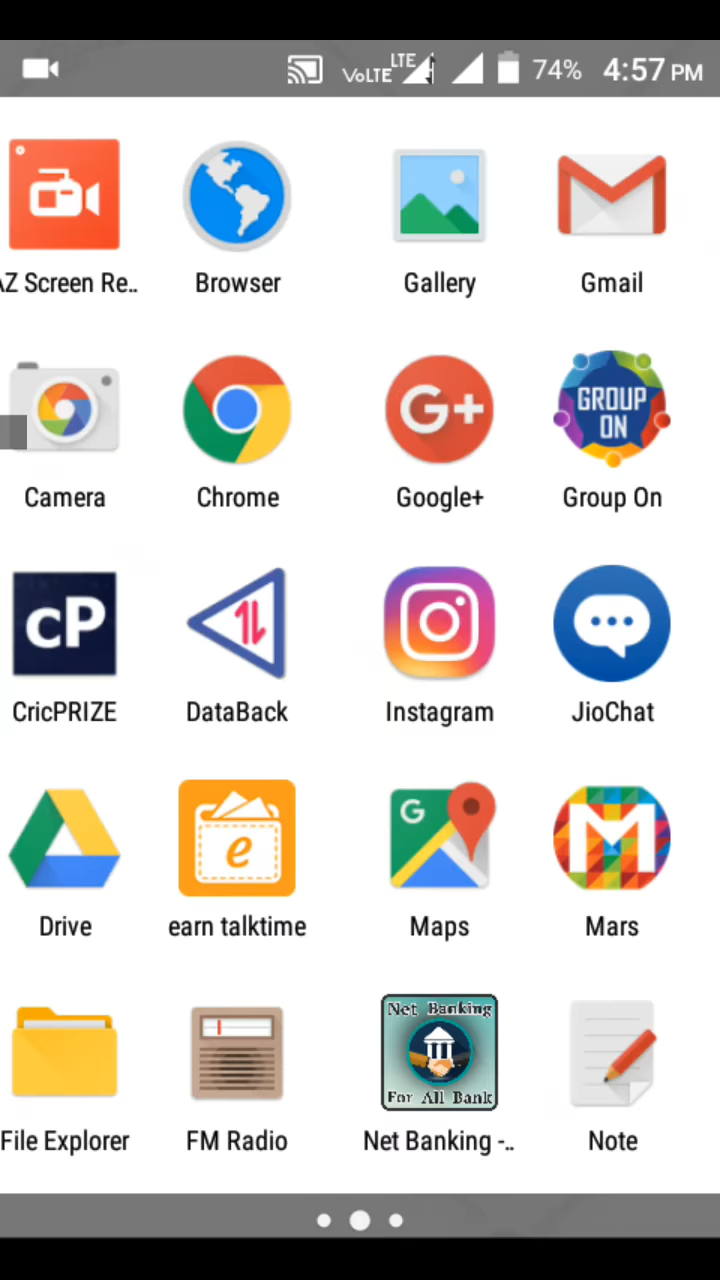 VoLTE LTE 74% 4:57 PM
AZ Screen Re.. Browser Gallery Gmail
G+
GROUP
ON
Camera Chrome Google+ Group On
cP
CricPRIZE DataBack Instagram JioChat
G
e M
Drive earn talktime Maps Mars
Net Banking
For All Bank
File Explorer FM Radio Net Banking -.. Note